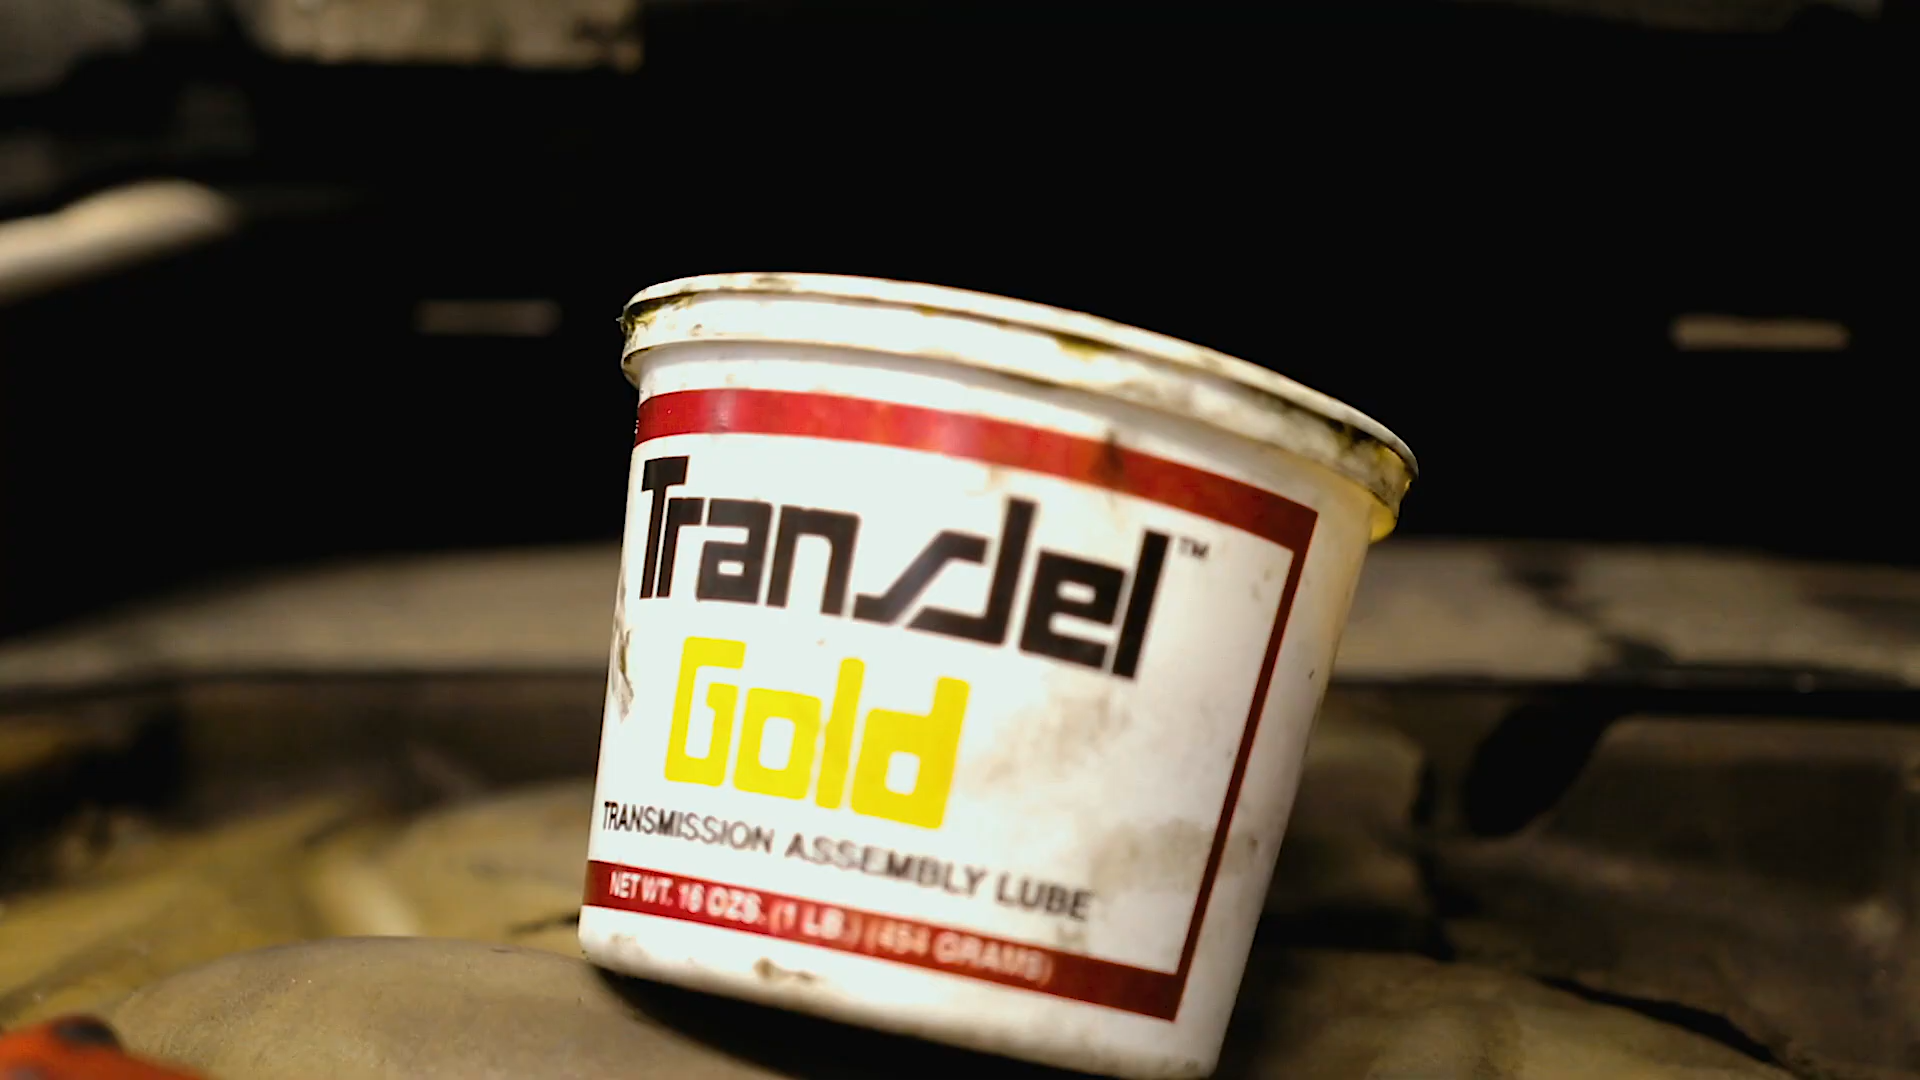 Transjel™
Gold
TRANSMISSION ASSEMBLY LUBE
NET WT. 16 OZS. (1 LB.) (454 GRAMS)